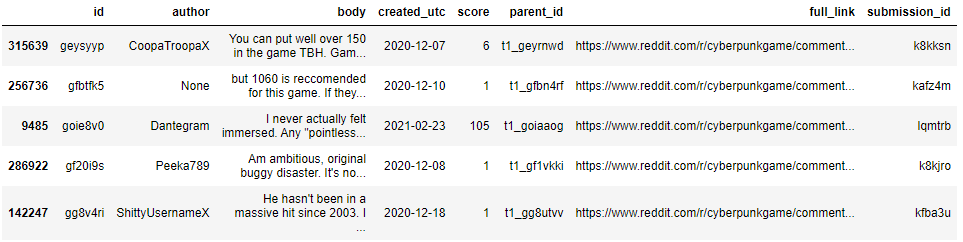 id author body created_utc score parent_id full_link submission_id
315639 geysyyp CoopaTroopaX You can put well over 150 in the game TBH. Gam... 2020-12-07 6 t1_geyrnwd https://www.reddit.com/r/cyberpunkgame/comment... k8kksn
256736 gfbtfk5 None but 1060 is reccomended for this game. If they... 2020-12-10 1 t1_gfbn4rf https://www.reddit.com/r/cyberpunkgame/comment... kafz4m
9485 goie8v0 Dantegram I never actually felt immersed. Any "pointless... 2021-02-23 105 t1_goiaaog https://www.reddit.com/r/cyberpunkgame/comment... lqmtrb
286922 gf20i9s Peeka789 Am ambitious, original buggy disaster. It's no... 2020-12-08 1 t1_gf1vkki https://www.reddit.com/r/cyberpunkgame/comment... k8kjro
142247 gg8v4ri ShittyUsernameX He hasn't been in a massive hit since 2003. I ... 2020-12-18 1 t1_gg8utvv https://www.reddit.com/r/cyberpunkgame/comment... kfba3u